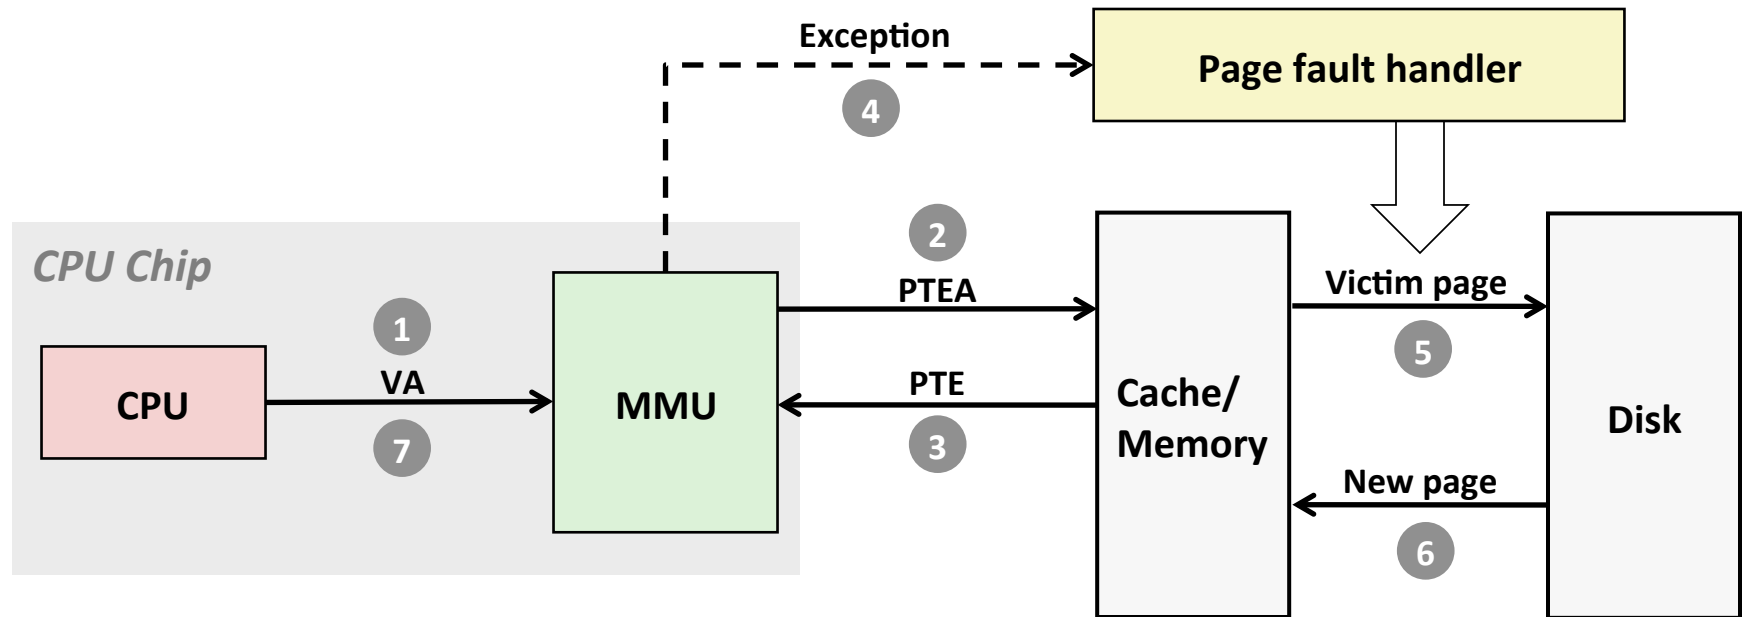 Exception
Page fault handler
4
CPU Chip
2
PTEA
Victim page
1
5
VA
PTE
CPU
MMU
Cache/
Memory
Disk
7
3
New page
6